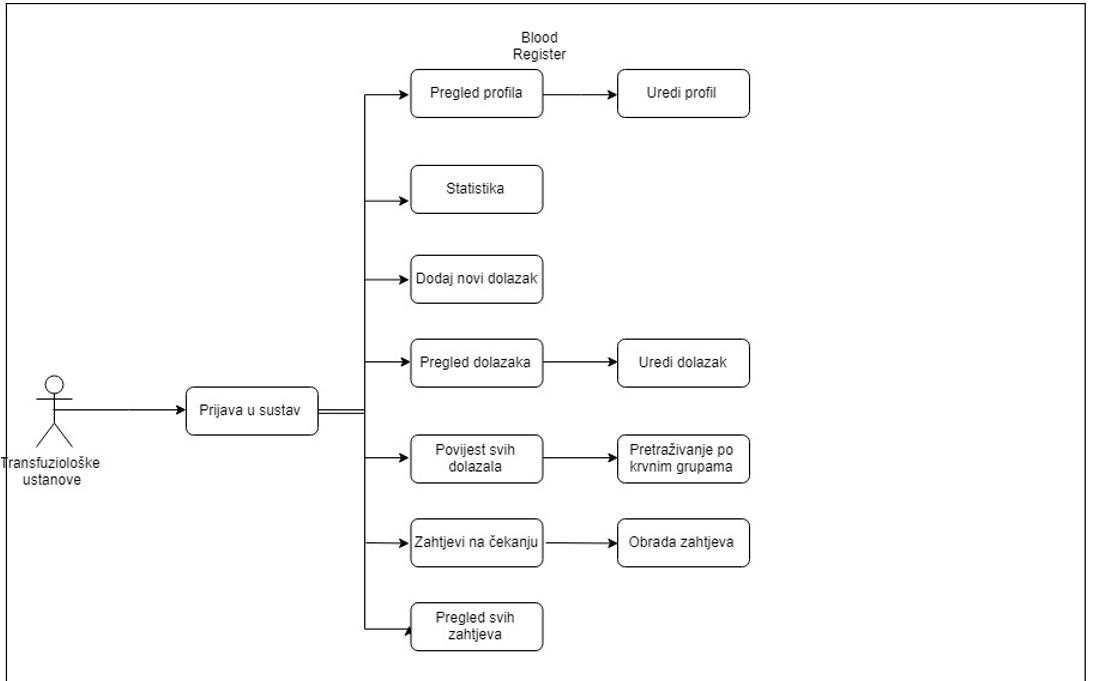 Blood
Register
Pregled profila
Uredi profil
Statistika
Dodaj novi dolazak
Pregled dolazaka
Uredi dolazak
Prijava u sustav
Transfuziološke
ustanove
Povijest svih
dolazala
Pretraživanje po
krvnim grupama
Zahtjevi na čekanju
Obrada zahtjeva
Pregled svih
zahtjeva